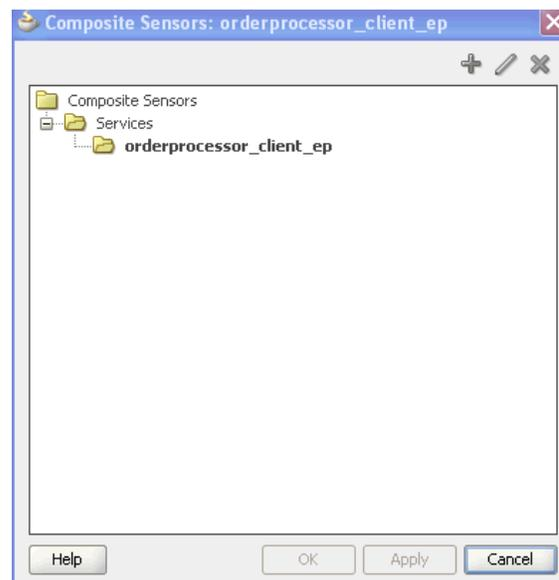 Composite Sensors: orderprocessor_client_ep
Composite Sensors
Services
orderprocessor_client_ep
Help OK Apply Cancel